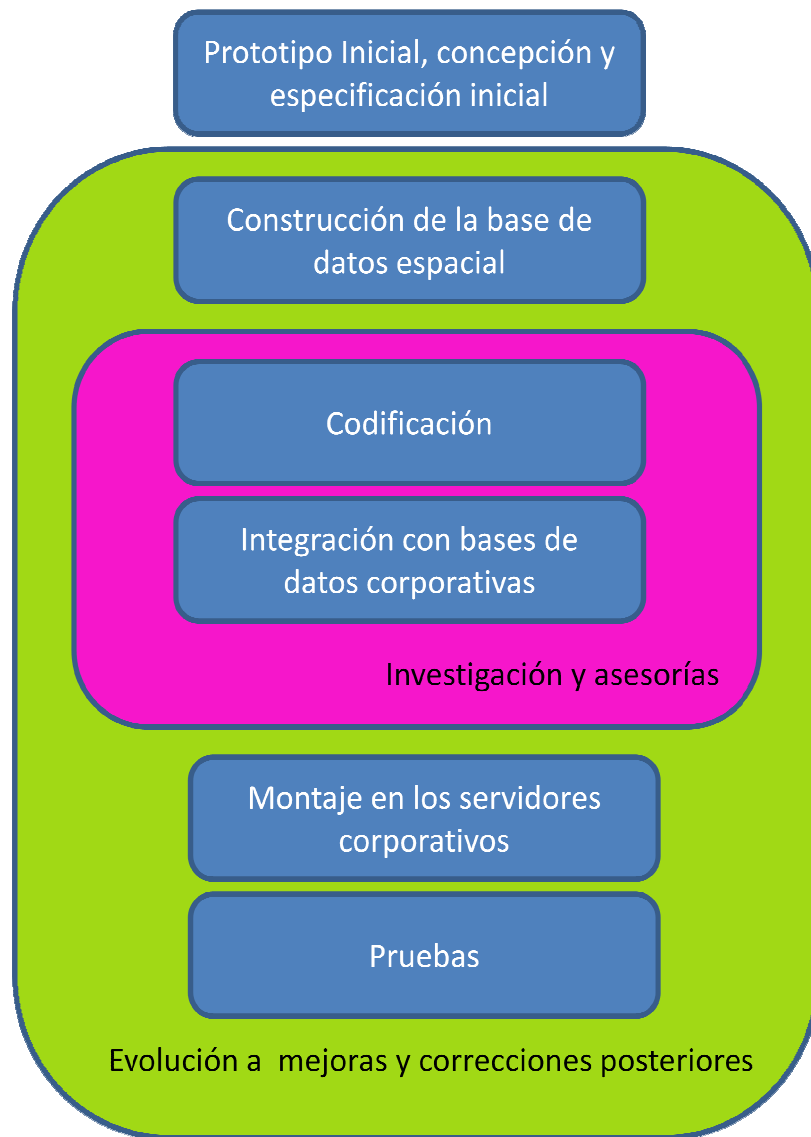 Prototipo Inicial, concepción y
especificación inicial
Construcción de la base de
datos espacial
Codificación
Integración con bases de
datos corporativas
Investigación y asesorías
Montaje en los servidores
corporativos
Pruebas
Evolución a mejoras y correcciones posteriores